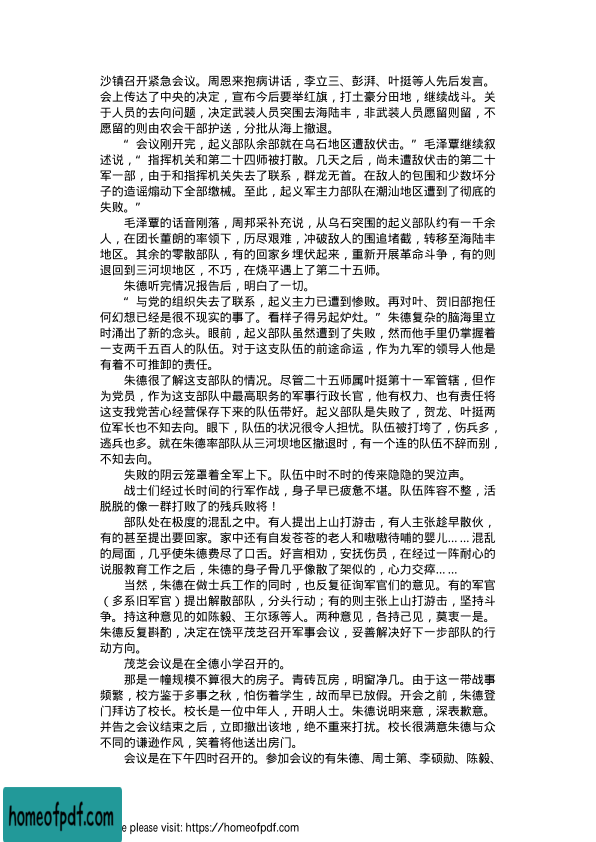 沙镇召开紧急会议。周恩来抱病讲话，李立三、彭湃、叶挺等人先后发言。
会上传达了中央的决定，宣布今后要举红旗，打土豪分田地，继续战斗。关
于人员的去向问题，决定武装人员突围去海陆丰，非武装人员愿留则留，不
愿留的则由农会干部护送，分批从海上撤退。
“会议刚开完，起义部队余部就在乌石地区遭敌伏击。”毛泽覃继续叙
述说，“指挥机关和第二十四师被打散。几天之后，尚未遭敌伏击的第二十
军一部，由于和指挥机关失去了联系，群龙无首。在敌人的包围和少数坏分
子的造谣煽动下全部缴械。至此，起义军主力部队在潮汕地区遭到了彻底的
失败。”
毛泽覃的话音刚落，周邦采补充说，从乌石突围的起义部队约有一千余
人，在团长董朗的率领下，历尽艰难，冲破敌人的围追堵截，转移至海陆丰
地区。其余的零散部队，有的回家乡埋伏起来，重新开展革命斗争，有的则
退回到三河坝地区，不巧，在烧平遇上了第二十五师。
朱德听完情况报告后，明白了一切。
“与党的组织失去了联系，起义主力已遭到惨败。再对叶、贺旧部抱任
何幻想已经是很不现实的事了。看样子得另起炉灶。”朱德复杂的脑海里立
时涌出了新的念头。眼前，起义部队虽然遭到了失败，然而他手里仍掌握着
一支两千五百人的队伍。对于这支队伍的前途命运，作为九军的领导人他是
有着不可推卸的责任。
朱德很了解这支部队的情况。尽管二十五师属叶挺第十一军管辖，但作
为党员，作为这支部队中最高职务的军事行政长官，他有权力、也有责任将
这支我党苦心经营保存下来的队伍带好。起义部队是失败了，贺龙、叶挺两
位军长也不知去向。眼下，队伍的状况很令人担忧。队伍被打垮了，伤兵多，
逃兵也多。就在朱德率部队从三河坝地区撤退时，有一个连的队伍不辞而别，
不知去向。
失败的阴云笼罩着全军上下。队伍中时不时的传来隐隐的哭泣声。
战士们经过长时间的行军作战，身子早已疲惫不堪。队伍阵容不整，活
脱脱的像一群打败了的残兵败将！
部队处在极度的混乱之中。有人提出上山打游击，有人主张趁早散伙，
有的甚至提出要回家。家中还有自发苍苍的老人和嗷嗷待哺的婴儿……混乱
的局面，几乎使朱德费尽了口舌。好言相劝，安抚伤员，在经过一阵耐心的
说服教育工作之后，朱德的身子骨几乎像散了架似的，心力交瘁……
当然，朱德在做士兵工作的同时，也反复征询军官们的意见。有的军官
（多系旧军官）提出解散部队，分头行动；有的则主张上山打游击，坚持斗
争。持这种意见的如陈毅、王尔琢等人。两种意见，各持己见，莫衷一是。
朱德反复斟酌，决定在饶平茂芝召开军事会议，妥善解决好下一步部队的行
动方向。
茂芝会议是在全德小学召开的。
那是一幢规模不算很大的房子。青砖瓦房，明窗净几。由于这一带战事
频繁，校方鉴于多事之秋，怕伤着学生，故而早已放假。开会之前，朱德登
门拜访了校长。校长是一位中年人，开明人士。朱德说明来意，深表歉意。
并告之会议结束之后，立即撤出该地，绝不重来打扰。校长很满意朱德与众
不同的谦逊作风，笑着将他送出房门。
会议是在下午四时召开的。参加会议的有朱德、周士第、李硕勋、陈毅、
homeofpdf.com
e please visit: https://homeofpdf.com